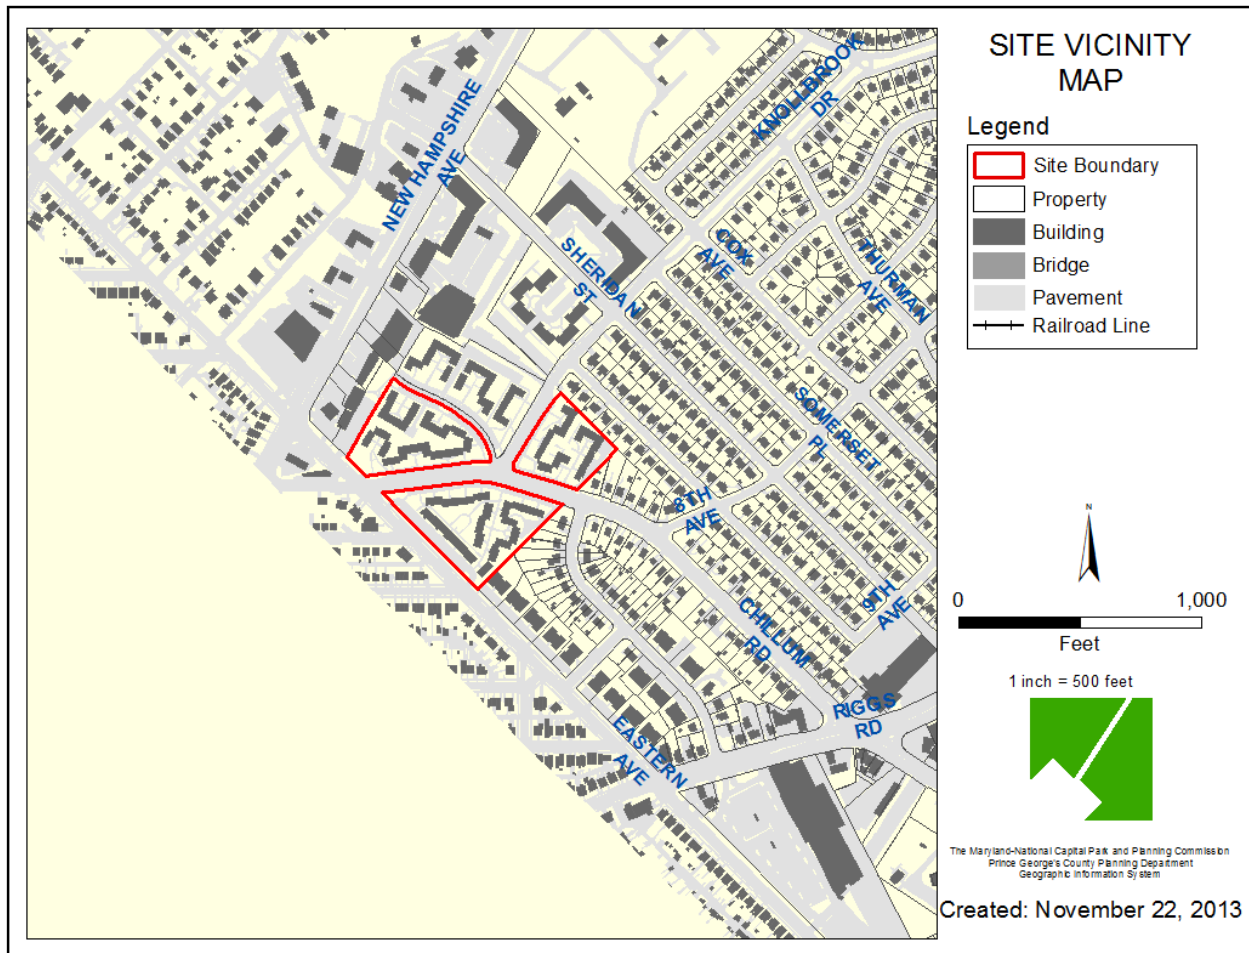 SITE VICINITY
MAP
Legend
Site Boundary
Property
Building
Bridge
Pavement
Railroad Line
KNOLLBROOK
DR
NEW HAMPSHIRE
AVE
COX
AVE
THURMAN
AVE
SHERIDAN
ST
SOMERSET
PL
8TH
AVE
9TH
AVE
CHILLUM
RD
RIGGS
RD
EASTERN
AVE
N
0 1,000
Feet
1 inch = 500 feet
The Maryland-National Capital Park and Planning Commission
Prince George's County Planning Department
Geographic Information System
Created: November 22, 2013